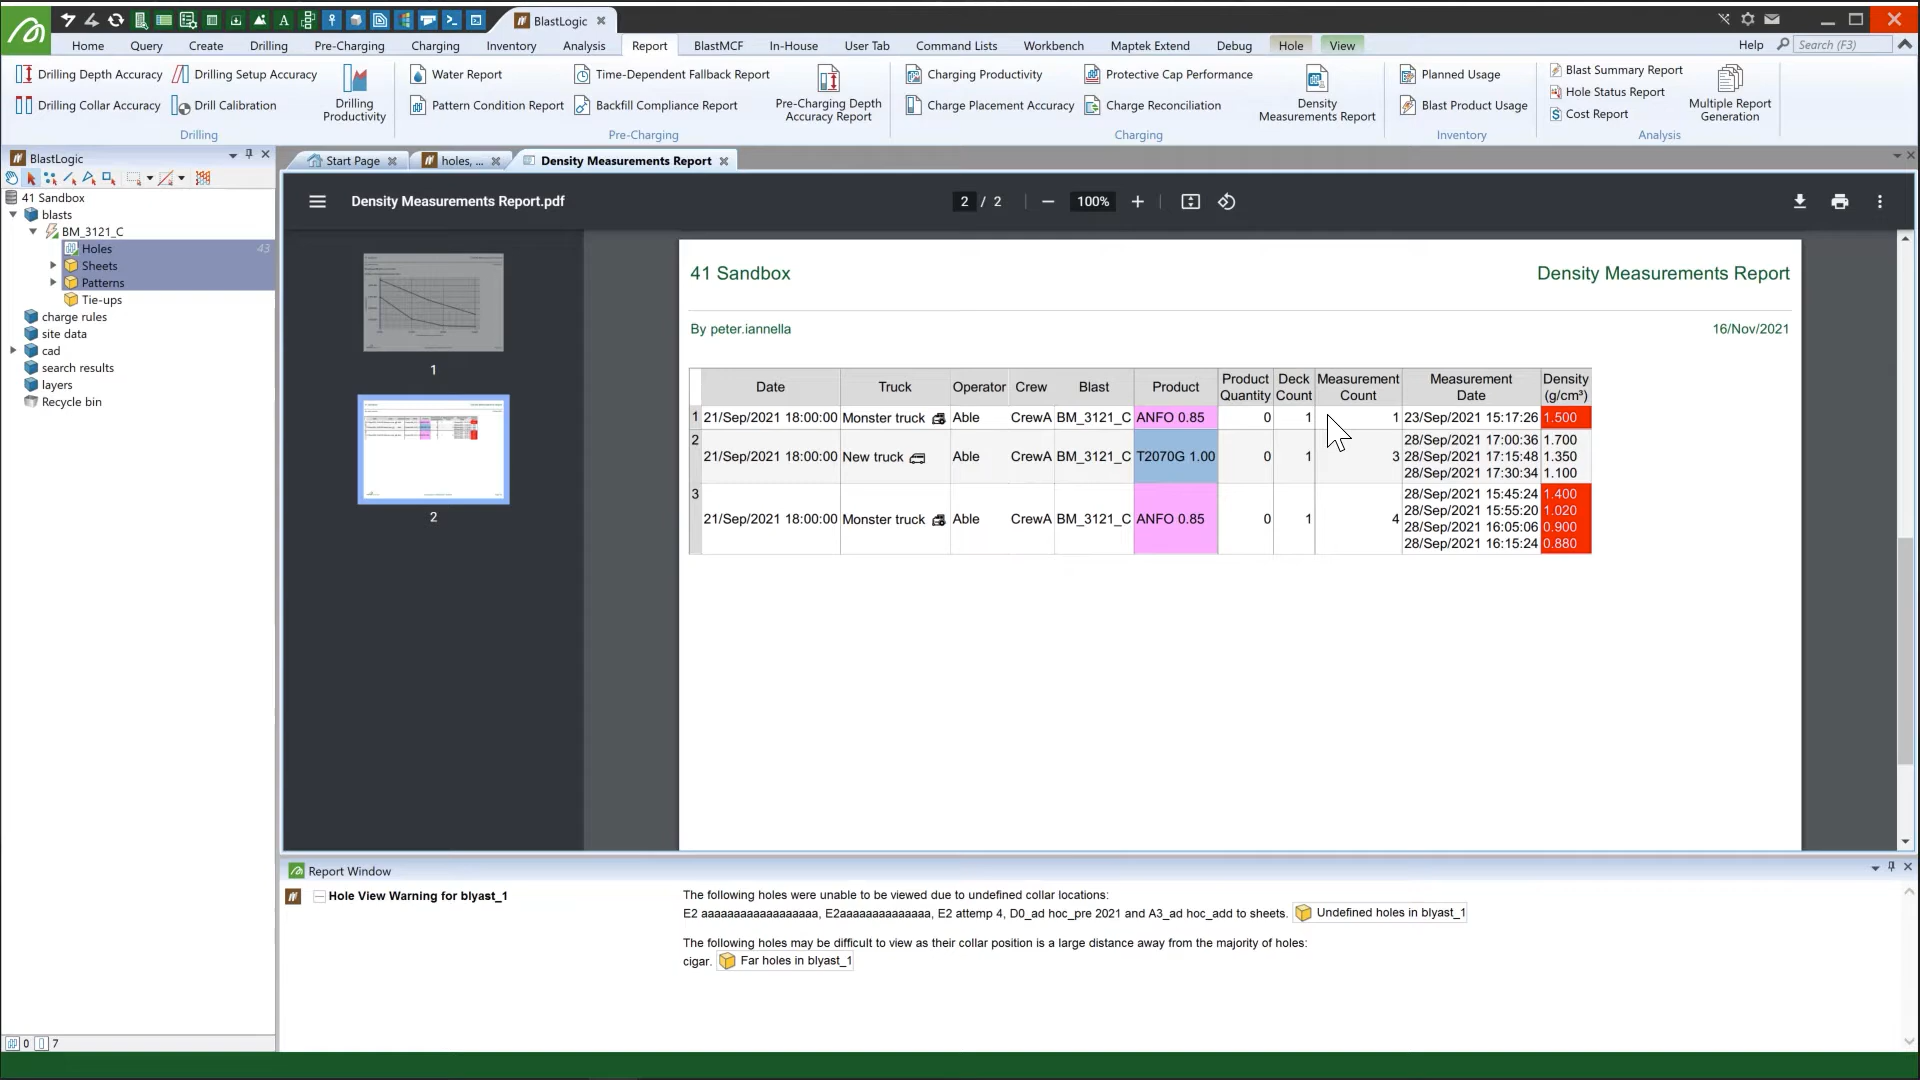 BlastLogic
Home Query Create Drilling Pre-Charging Charging Inventory Analysis Report BlastMCF In-House User Tab Command Lists Workbench Maptek Extend Debug Hole View Help Search (F3)
Drilling Depth Accuracy Drilling Setup Accuracy
Drilling Collar Accuracy Drill Calibration
Drilling
Productivity
Drilling
Water Report Time-Dependent Fallback Report
Pattern Condition Report Backfill Compliance Report
Pre-Charging Depth
Accuracy Report
Pre-Charging
Charging Productivity Protective Cap Performance
Charge Placement Accuracy Charge Reconciliation
Density
Measurements Report
Charging
Planned Usage
Blast Product Usage
Inventory
Blast Summary Report
Hole Status Report
Cost Report
Multiple Report
Generation
Analysis
BlastLogic
41 Sandbox
blasts
BM_3121_C
Holes 43
Sheets
Patterns
Tie-ups
charge rules
site data
cad
search results
layers
Recycle bin
0 7
Start Page holes, ... Density Measurements Report
Density Measurements Report.pdf 2 / 2 100%
1
2
41 Sandbox Density Measurements Report
By peter.iannella 16/Nov/2021
Date Truck Operator Crew Blast Product Product Quantity Deck Count Measurement Count Measurement Date Density (g/cm³)
1 21/Sep/2021 18:00:00 Monster truck Able CrewA BM_3121_C ANFO 0.85 0 1 1 23/Sep/2021 15:17:26 1.500
2 21/Sep/2021 18:00:00 New truck Able CrewA BM_3121_C T2070G 1.00 0 1 3
28/Sep/2021 17:00:36 1.700
28/Sep/2021 17:15:48 1.350
28/Sep/2021 17:30:34 1.100
3 21/Sep/2021 18:00:00 Monster truck Able CrewA BM_3121_C ANFO 0.85 0 1 4
28/Sep/2021 15:45:24 1.400
28/Sep/2021 15:55:20 1.020
28/Sep/2021 16:05:06 0.900
28/Sep/2021 16:15:24 0.880
Report Window
Hole View Warning for blyast_1
The following holes were unable to be viewed due to undefined collar locations:
E2 aaaaaaaaaaaaaaaaaa, E2aaaaaaaaaaaaaa, E2 attemp 4, D0_ad hoc_pre 2021 and A3_ad hoc_add to sheets. Undefined holes in blyast_1
The following holes may be difficult to view as their collar position is a large distance away from the majority of holes:
cigar. Far holes in blyast_1